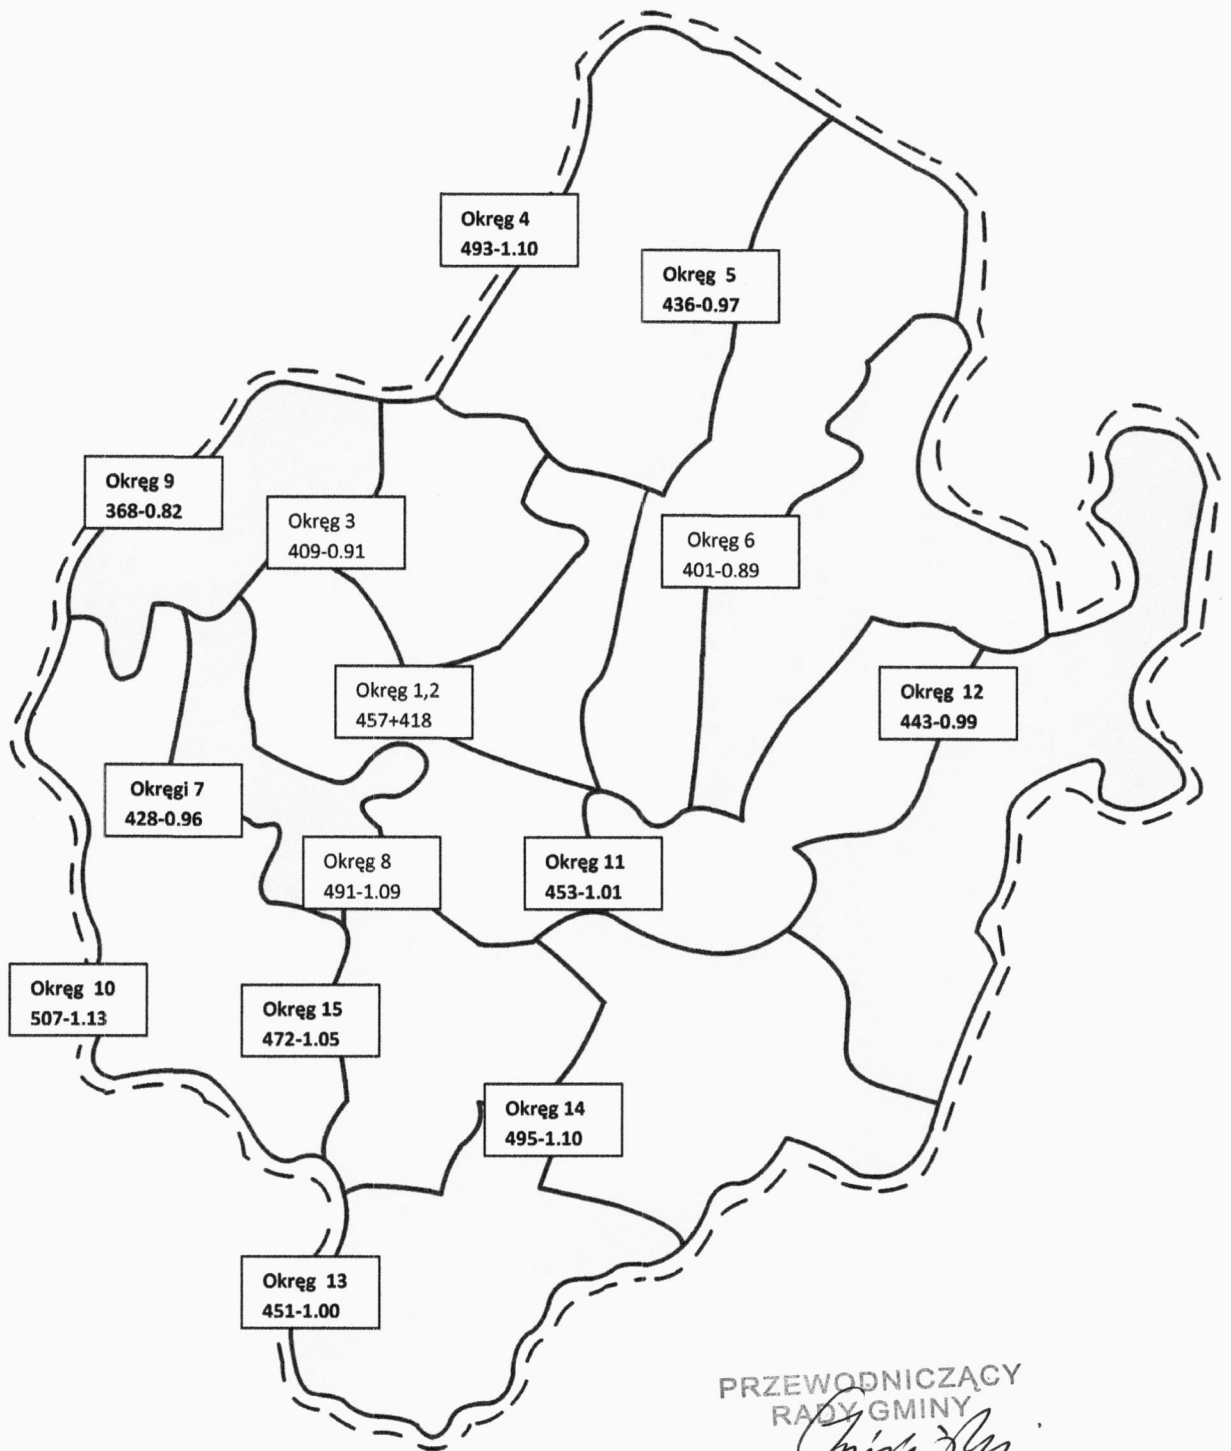 Okręg 4
493-1.10
Okręg 5
436-0.97
Okręg 9
368-0.82
Okręg 3
409-0.91
Okręg 6
401-0.89
Okręg 1,2
457+418
Okręg 12
443-0.99
Okręgi 7
428-0.96
Okręg 8
491-1.09
Okręg 11
453-1.01
Okręg 10
507-1.13
Okręg 15
472-1.05
Okręg 14
495-1.10
Okręg 13
451-1.00
PRZEWODNICZĄCY
RADY GMINY